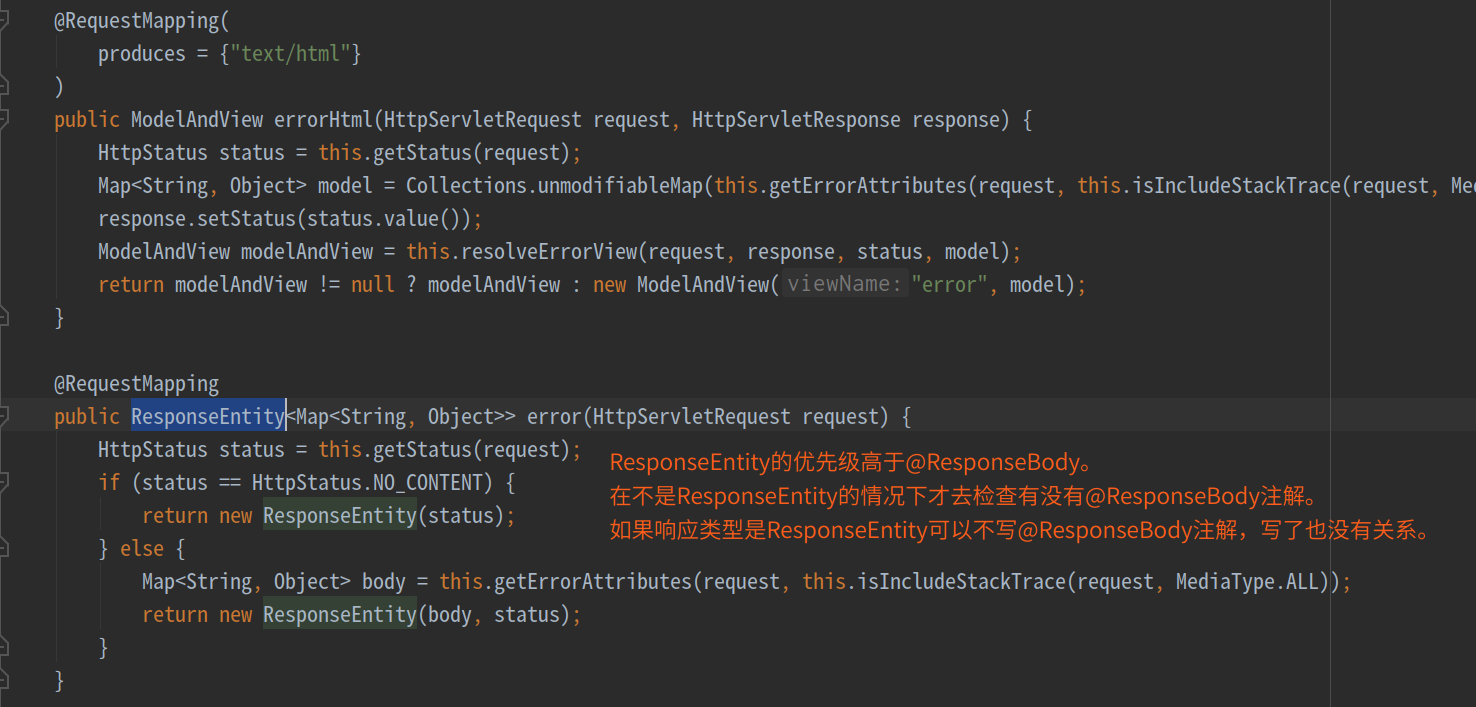 @RequestMapping(
produces = {"text/html"}
)
public ModelAndView errorHtml(HttpServletRequest request, HttpServletResponse response) {
HttpStatus status = this.getStatus(request);
Map<String, Object> model = Collections.unmodifiableMap(this.getErrorAttributes(request, this.isIncludeStackTrace(request, Me
response.setStatus(status.value());
ModelAndView modelAndView = this.resolveErrorView(request, response, status, model);
return modelAndView != null ? modelAndView : new ModelAndView( viewName: "error", model);
}
@RequestMapping
public ResponseEntity<Map<String, Object>> error(HttpServletRequest request) {
HttpStatus status = this.getStatus(request);
ResponseEntity的优先级高于@ResponseBody。
if (status == HttpStatus.NO_CONTENT) {
在不是ResponseEntity的情况下才去检查有没有@ResponseBody注解。
return new ResponseEntity(status);
如果响应类型是ResponseEntity可以不写@ResponseBody注解，写了也没有关系。
} else {
Map<String, Object> body = this.getErrorAttributes(request, this.isIncludeStackTrace(request, MediaType.ALL));
return new ResponseEntity(body, status);
}
}